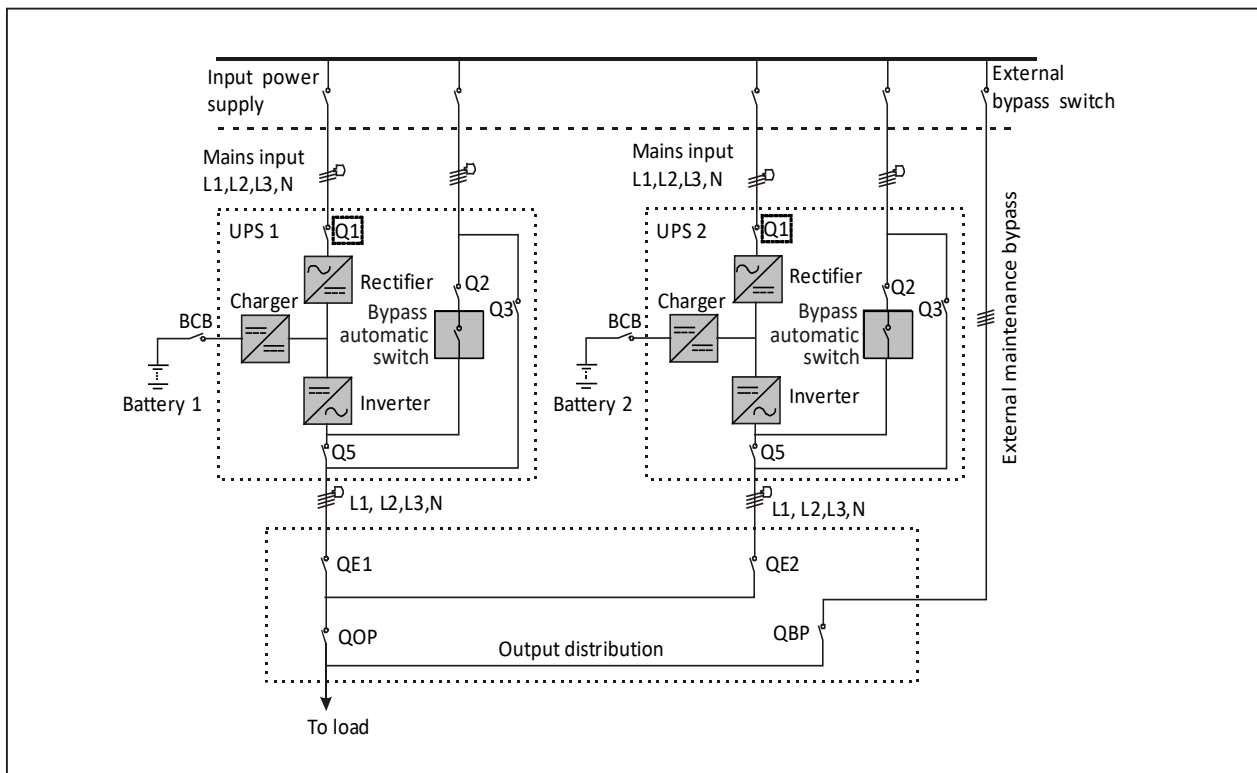 Input power
supply
External
bypass switch
Mains input
L1,L2,L3,N
Mains input
L1,L2,L3,N
UPS 1
Q1
UPS 2
Q1
Rectifier
Q2
Q3
Rectifier
Q2
Q3
Charger
Bypass
automatic
switch
Charger
Bypass
automatic
switch
BCB
BCB
Battery 1
Inverter
Battery 2
Inverter
Q5
Q5
External maintenance bypass
L1, L2,L3,N
L1, L2,L3,N
QE1
QE2
QOP
QBP
Output distribution
To load